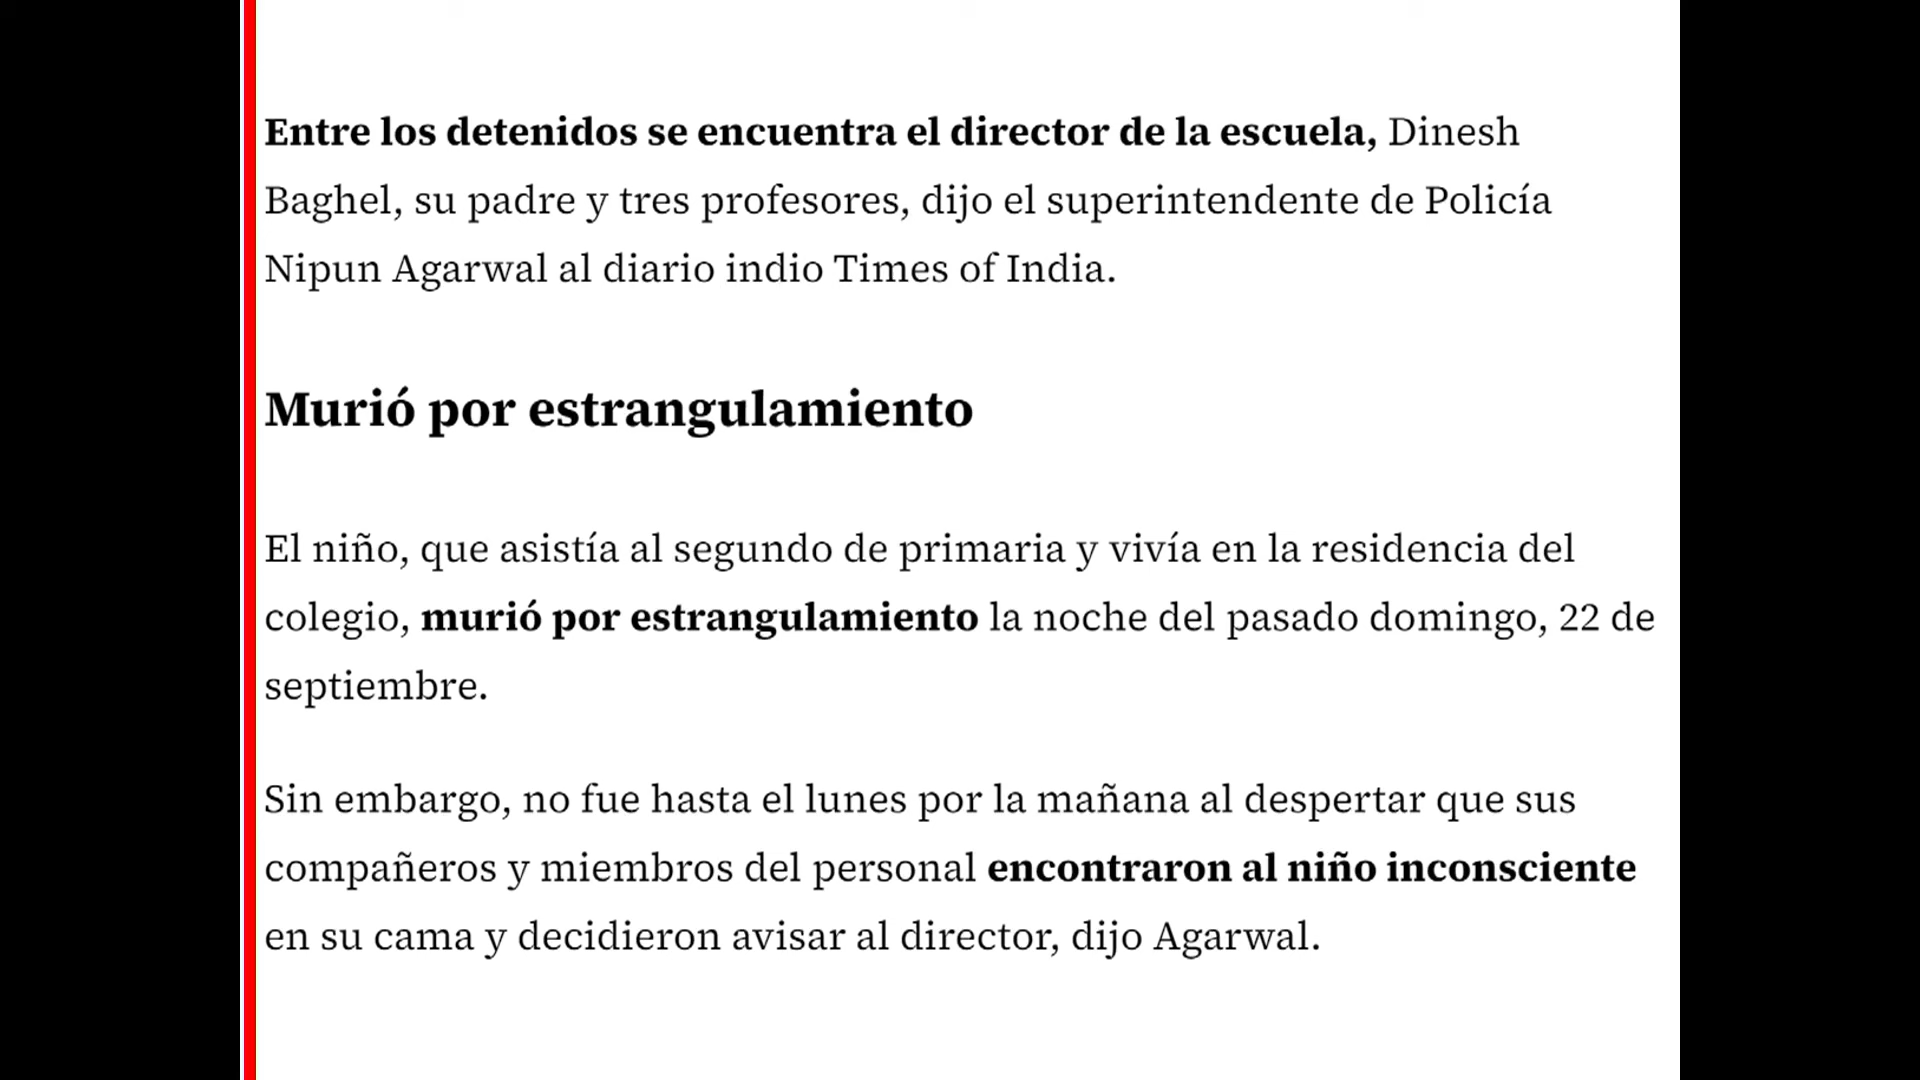 Entre los detenidos se encuentra el director de la escuela, Dinesh
Baghel, su padre y tres profesores, dijo el superintendente de Policía
Nipun Agarwal al diario indio Times of India.
Murió por estrangulamiento
El niño, que asistía al segundo de primaria y vivía en la residencia del
colegio, murió por estrangulamiento la noche del pasado domingo, 22 de
septiembre.
Sin embargo, no fue hasta el lunes por la mañana al despertar que sus
compañeros y miembros del personal encontraron al niño inconsciente
en su cama y decidieron avisar al director, dijo Agarwal.